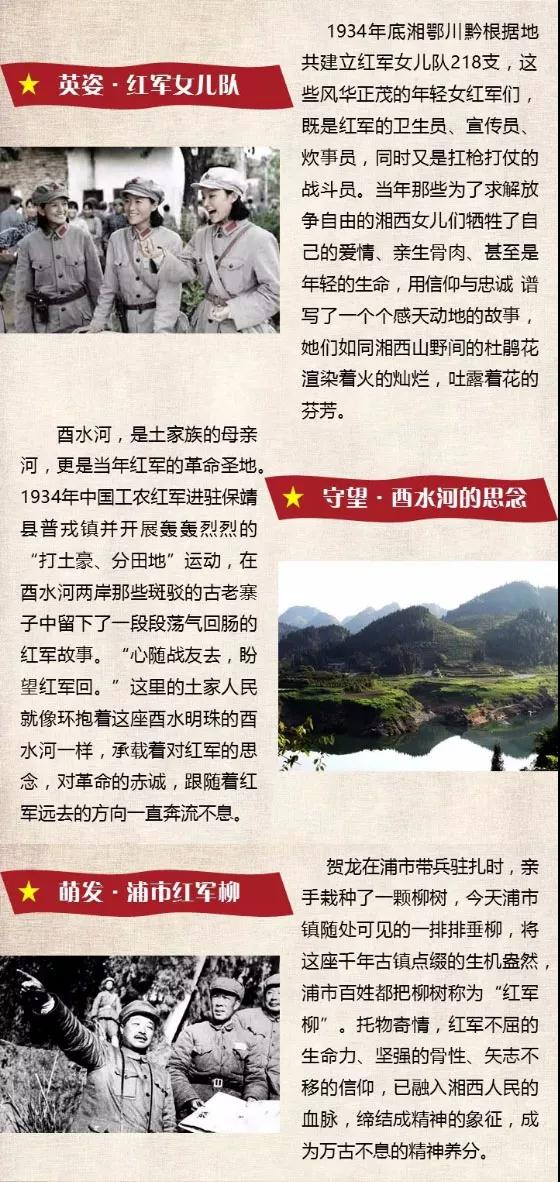 英姿·红军女儿队
1934年底湘鄂川黔根据地
共建立红军女儿队218支，这
些风华正茂的年轻女红军们，
既是红军的卫生员、宣传员、
炊事员，同时又是扛枪打仗的
战斗员。当年那些为了求解放
争自由的湘西女儿们牺牲了自
己的爱情、亲生骨肉、甚至是
年轻的生命，用信仰与忠诚 谱
写了一个个感天动地的故事，
她们如同湘西山野间的杜鹃花
渲染着火的灿烂，吐露着花的
芬芳。
守望·酉水河的思念
酉水河，是土家族的母亲
河，更是当年红军的革命圣地。
1934年中国工农红军进驻保靖
县普戎镇并开展轰轰烈烈的
“打土豪、分田地”运动，在
酉水河两岸那些斑驳的古老寨
子中留下了一段段荡气回肠的
红军故事。“心随战友去，盼
望红军回。”这里的土家人民
就像环抱着这座酉水明珠的酉
水河一样，承载着对红军的思
念，对革命的赤诚，跟随着红
军远去的方向一直奔流不息。
萌发·浦市红军柳
贺龙在浦市带兵驻扎时，亲
手栽种了一颗柳树，今天浦市
镇随处可见的一排排垂柳，将
这座千年古镇点缀的生机盎然，
浦市百姓都把柳树称为“红军
柳”。托物寄情，红军不屈的
生命力、坚强的骨性、矢志不
移的信仰，已融入湘西人民的
血脉，缔结成精神的象征，成
为万古不息的精神养分。